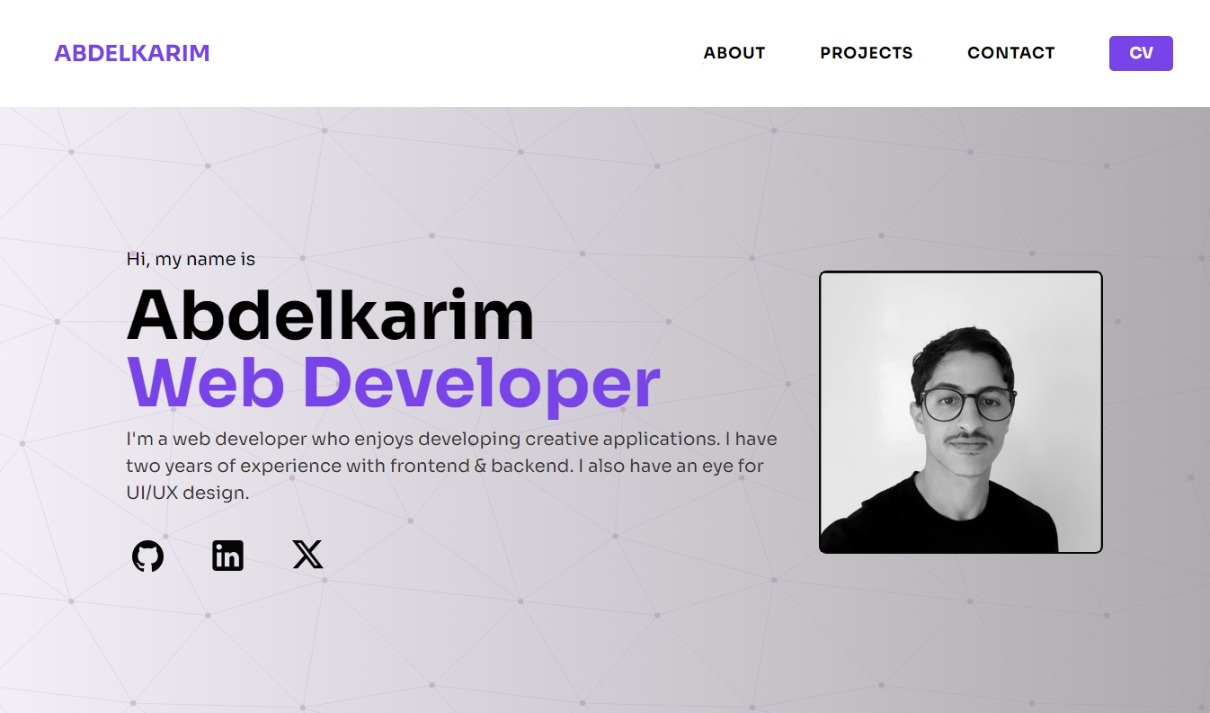 ABDELKARIM
ABOUT PROJECTS CONTACT CV
Hi, my name is
Abdelkarim
Web Developer
I'm a web developer who enjoys developing creative applications. I have
two years of experience with frontend & backend. I also have an eye for
UI/UX design.
in
X